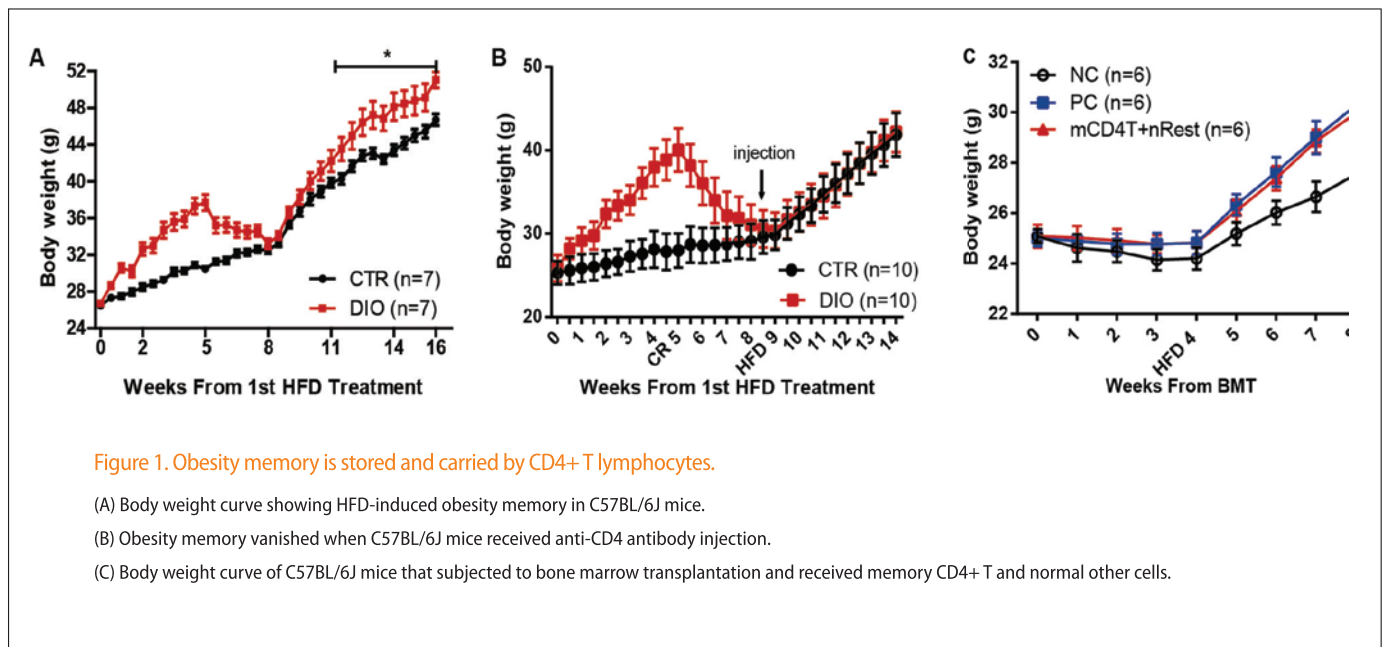 A
*
52
48
44
40
36
32
28
24
Body weight (g)
CTR (n=7)
DIO (n=7)
0 2 5 8 11 14 16
Weeks From 1st HFD Treatment
B
50
40
30
20
Body weight (g)
injection
CTR (n=10)
DIO (n=10)
0 1 2 3 4 CR 5 6 7 8 HFD 9 10 11 12 13 14
Weeks From 1st HFD Treatment
C
32
30
28
26
24
22
Body weight (g)
NC (n=6)
PC (n=6)
mCD4T+nRest (n=6)
0 1 2 3 HFD 4 5 6 7
Weeks From BMT
Figure 1. Obesity memory is stored and carried by CD4+ T lymphocytes.
(A) Body weight curve showing HFD-induced obesity memory in C57BL/6J mice.
(B) Obesity memory vanished when C57BL/6J mice received anti-CD4 antibody injection.
(C) Body weight curve of C57BL/6J mice that subjected to bone marrow transplantation and received memory CD4+ T and normal other cells.